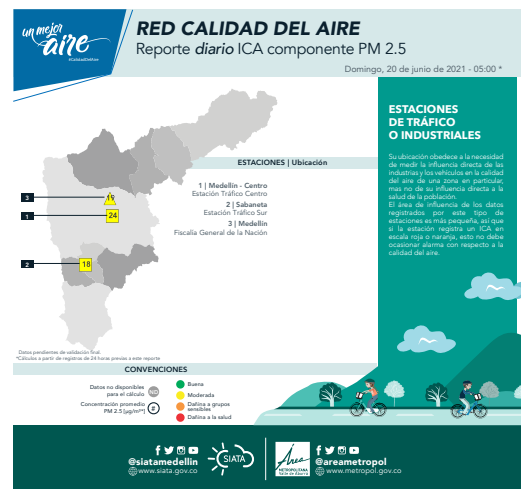 un mejor
aire
#CalidadDelAire
RED CALIDAD DEL AIRE
Reporte diario ICA componente PM 2.5
Domingo, 20 de junio de 2021 - 05:00 *
ESTACIONES
DE TRÁFICO
O INDUSTRIALES
Su ubicación obedece a la necesidad
de medir la influencia directa de las
industrias y los vehículos en la calidad
del aire de una zona en particular,
mas no de su influencia directa a la
salud de la población.
El área de influencia de los datos
registrados por este tipo de
estaciones es más pequeña, así que
si la estación registra un ICA en
escala roja o naranja, esto no debe
ocasionar alarma con respecto a la
calidad del aire.
ESTACIONES | Ubicación
1 | Medellín - Centro
Estación Tráfico Centro
2 | Sabaneta
Estación Tráfico Sur
3 | Medellín
Fiscalía General de la Nación
3
19
1
24
2
18
Datos pendientes de validación final.
*Cálculos a partir de registros de 24 horas previas a este reporte
CONVENCIONES
Datos no disponibles
para el cálculo
ND
Concentración promedio
PM 2.5 [µg/m³*]
#
Buena
Moderada
Dañina a grupos
sensibles
Dañina a la salud
@siatamedellin
www.siata.gov.co
SIATA
Área
METROPOLITANA
Valle de Aburrá
@areametropol
www.metropol.gov.co